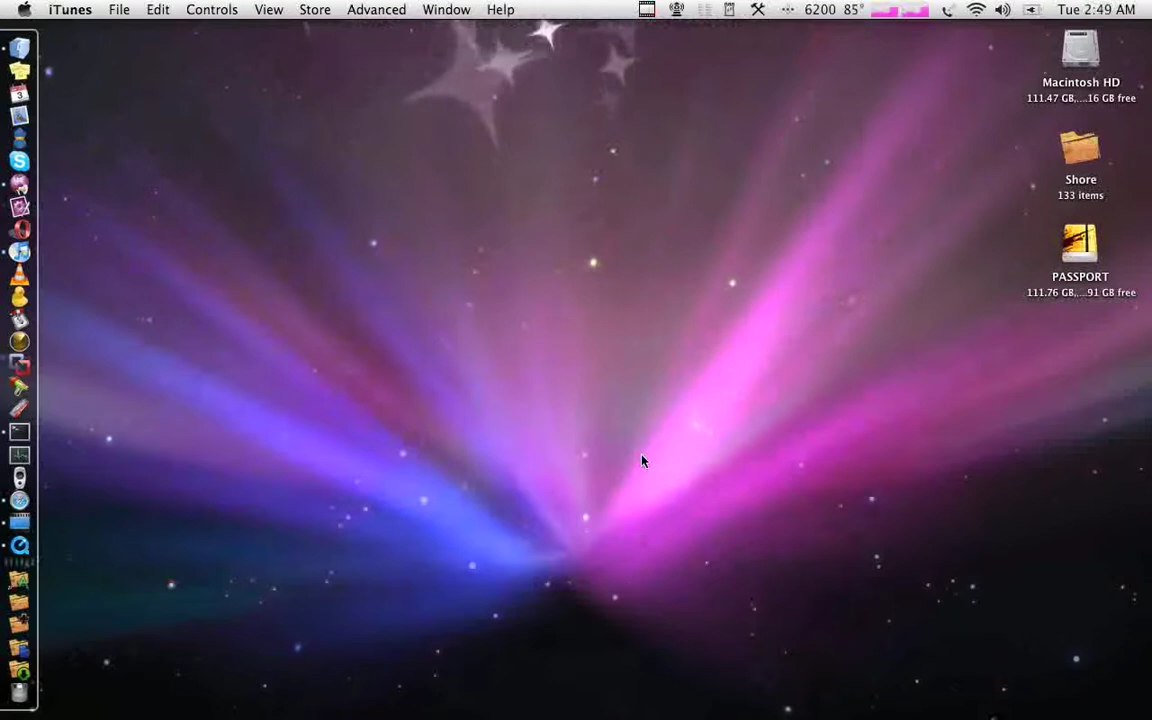 iTunes File Edit Controls View Store Advanced Window Help 6200 85° Tue 2:49 AM
Macintosh HD
111.47 GB,....16 GB free
Shore
133 items
PASSPORT
111.76 GB,...91 GB free
3